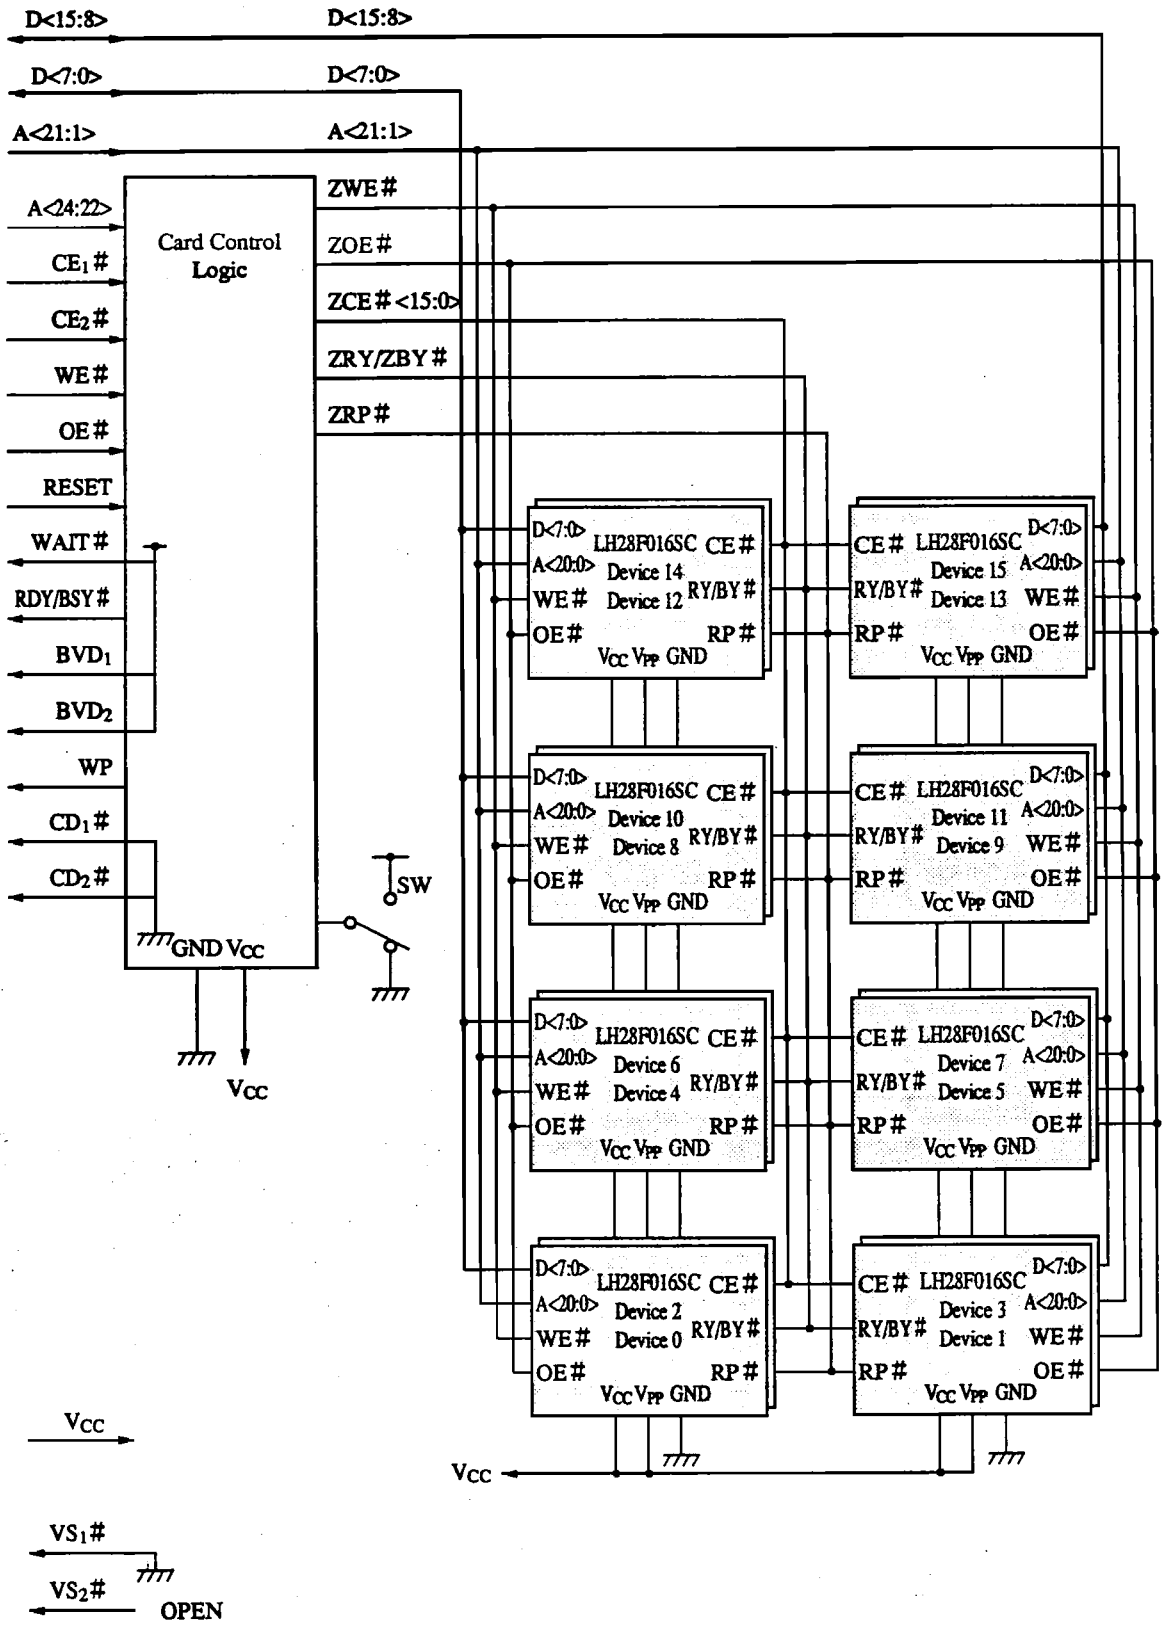 D<15:8> D<15:8>
D<7:0> D<7:0>
A<21:1> A<21:1>
ZWE#
A<24:22>
Card Control
Logic
ZOE#
CE1#
ZCE#<15:0>
CE2#
ZRY/ZBY#
WE#
ZRP#
OE#
RESET
WAIT#
RDY/BSY#
BVD1
BVD2
WP
CD1#
CD2#
GND VCC
VCC
SW
D<7:0>
A<20:0>
WE#
OE#
LH28F016SC
Device 14
Device 12
CE#
RY/BY#
RP#
VCC VPP GND
CE#
RY/BY#
RP#
LH28F016SC
Device 15
Device 13
D<7:0>
A<20:0>
WE#
OE#
VCC VPP GND
D<7:0>
A<20:0>
WE#
OE#
LH28F016SC
Device 10
Device 8
CE#
RY/BY#
RP#
VCC VPP GND
CE#
RY/BY#
RP#
LH28F016SC
Device 11
Device 9
D<7:0>
A<20:0>
WE#
OE#
VCC VPP GND
D<7:0>
A<20:0>
WE#
OE#
LH28F016SC
Device 6
Device 4
CE#
RY/BY#
RP#
VCC VPP GND
CE#
RY/BY#
RP#
LH28F016SC
Device 7
Device 5
D<7:0>
A<20:0>
WE#
OE#
VCC VPP GND
D<7:0>
A<20:0>
WE#
OE#
LH28F016SC
Device 2
Device 0
CE#
RY/BY#
RP#
VCC VPP GND
CE#
RY/BY#
RP#
LH28F016SC
Device 3
Device 1
D<7:0>
A<20:0>
WE#
OE#
VCC VPP GND
VCC
VCC
VS1#
VS2#
OPEN